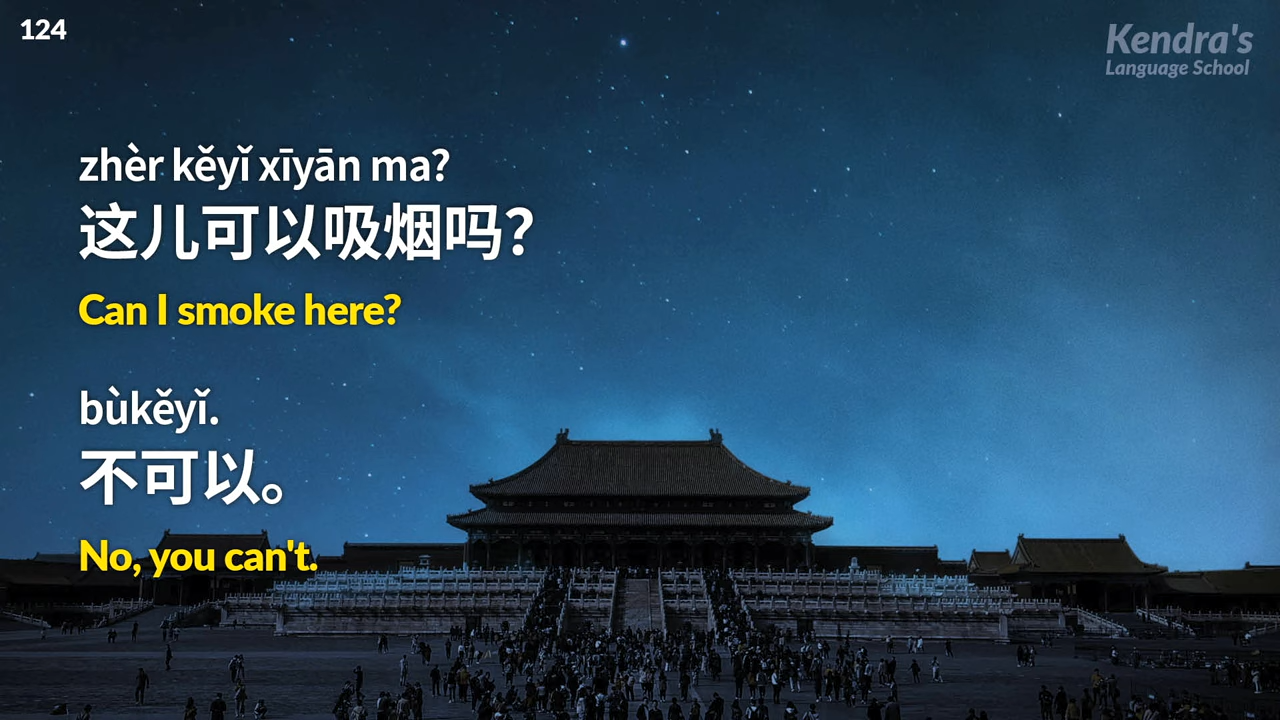 124
Kendra's
Language School
zhèr kěyǐ xīyān ma?
这儿可以吸烟吗？
Can I smoke here?
bùkěyǐ.
不可以。
No, you can't.